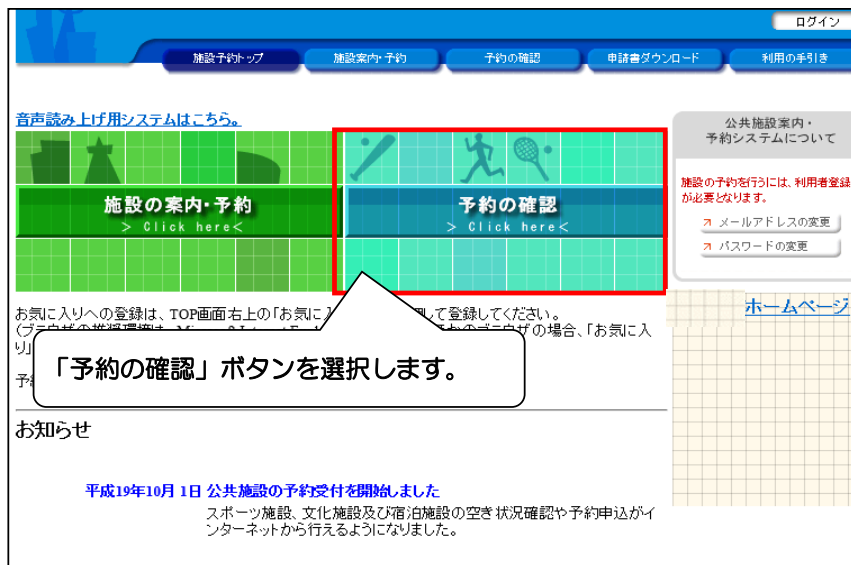 ログイン
施設予約トップ 施設案内・予約 予約の確認 申請書ダウンロード 利用の手引き
音声読み上げ用システムはこちら。
施設の案内・予約
> Click here<
予約の確認
> Click here<
公共施設案内・
予約システムについて
施設の予約を行うには、利用者登録
が必要となります。
メールアドレスの変更
パスワードの変更
ホームページ
お気に入りへの登録は、TOP画面右上の「お気に入 して登録してください。
(ブラウザの推奨環境は、Micros かのブラウザの場合、「お気に入
り」
「予約の確認」ボタンを選択します。
予
お知らせ
平成19年10月 1日 公共施設の予約受付を開始しました
スポーツ施設、文化施設及び宿泊施設の空き状況確認や予約申込がイ
ンターネットから行えるようになりました。